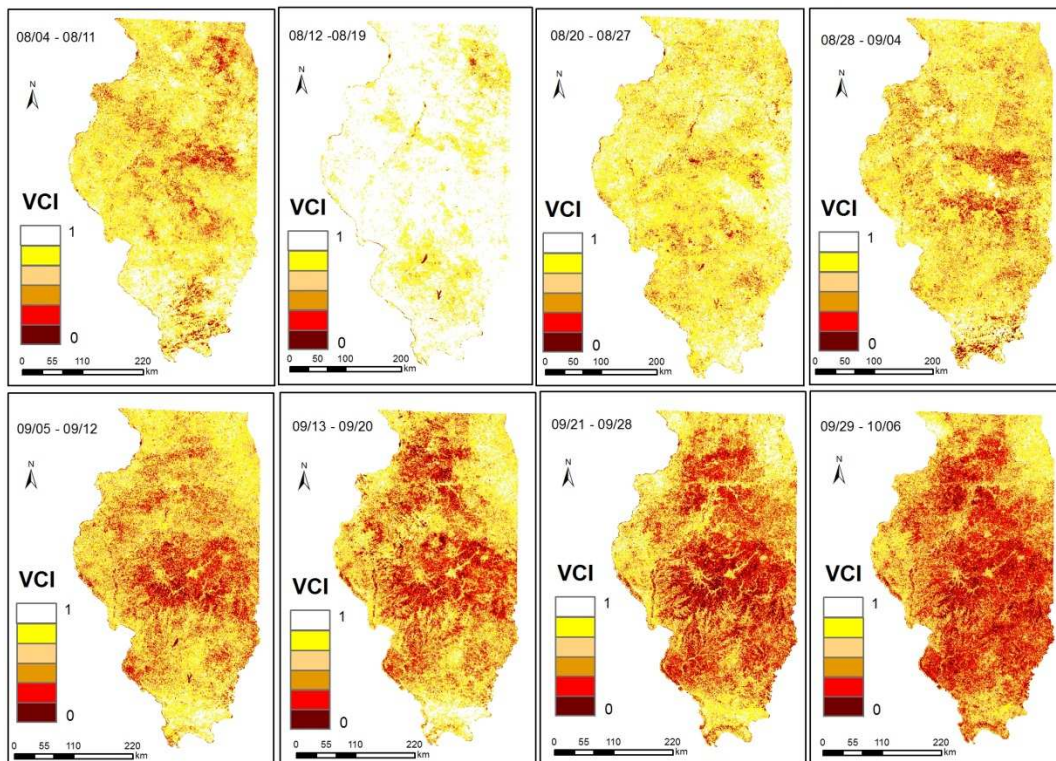 08/04 - 08/11
N
VCI
1
0
0 55 110 220
km
08/12 -08/19
N
VCI
1
0
0 50 100 200
km
08/20 - 08/27
N
VCI
1
0
0 50 100 200
km
08/28 - 09/04
N
VCI
1
0
0 55 110 220
km
09/05 - 09/12
N
VCI
1
0
0 55 110 220
km
09/13 - 09/20
N
VCI
1
0
0 55 110 220
km
09/21 - 09/28
N
VCI
1
0
0 55 110 220
km
09/29 - 10/06
N
VCI
1
0
0 55 110 220
km